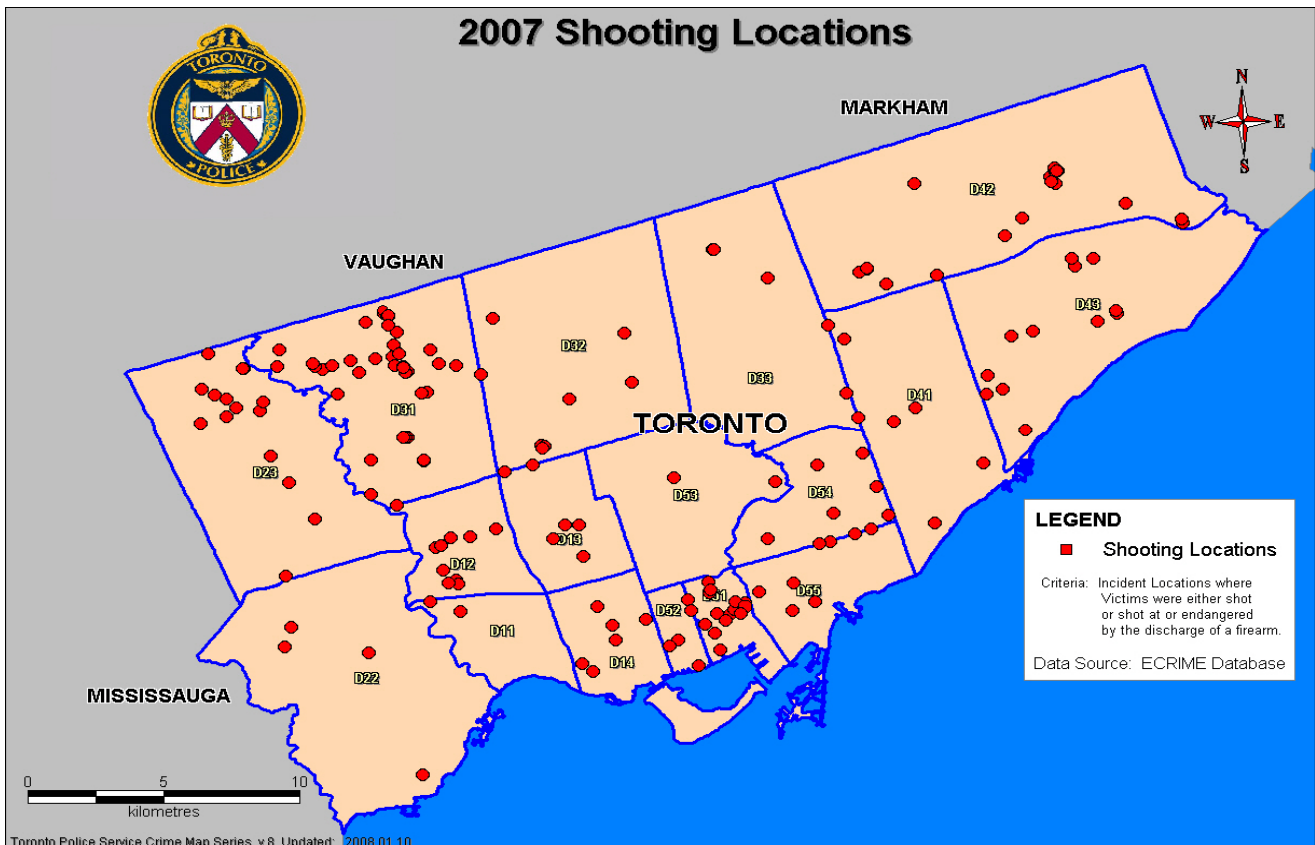 2007 Shooting Locations
TORONTO
POLICE
MARKHAM
N
W E
S
VAUGHAN
D42
D43
D32
D33
D41
D31
TORONTO
D23
D53
D54
D13
D12
D51
D52
D55
D11
D14
D22
MISSISSAUGA
LEGEND
Shooting Locations
Criteria: Incident Locations where
Victims were either shot
or shot at or endangered
by the discharge of a firearm.
Data Source: ECRIME Database
0 5 10
kilometres
Toronto Police Service Crime Map Series v.8 Updated: 2008.01.10